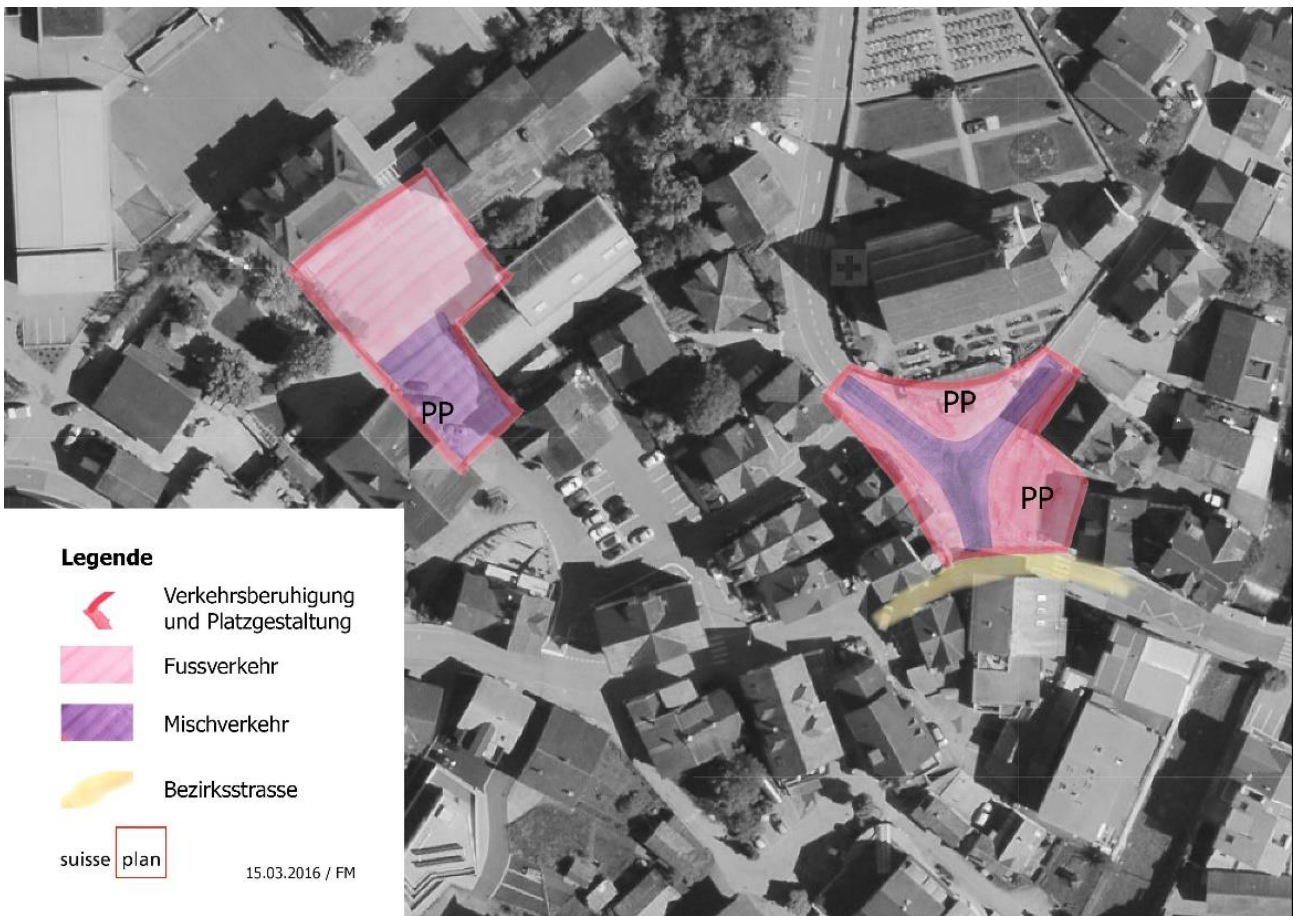 PP
PP
PP
Legende
Verkehrsberuhigung
und Platzgestaltung
Fussverkehr
Mischverkehr
Bezirksstrasse
suisse plan
15.03.2016 / FM